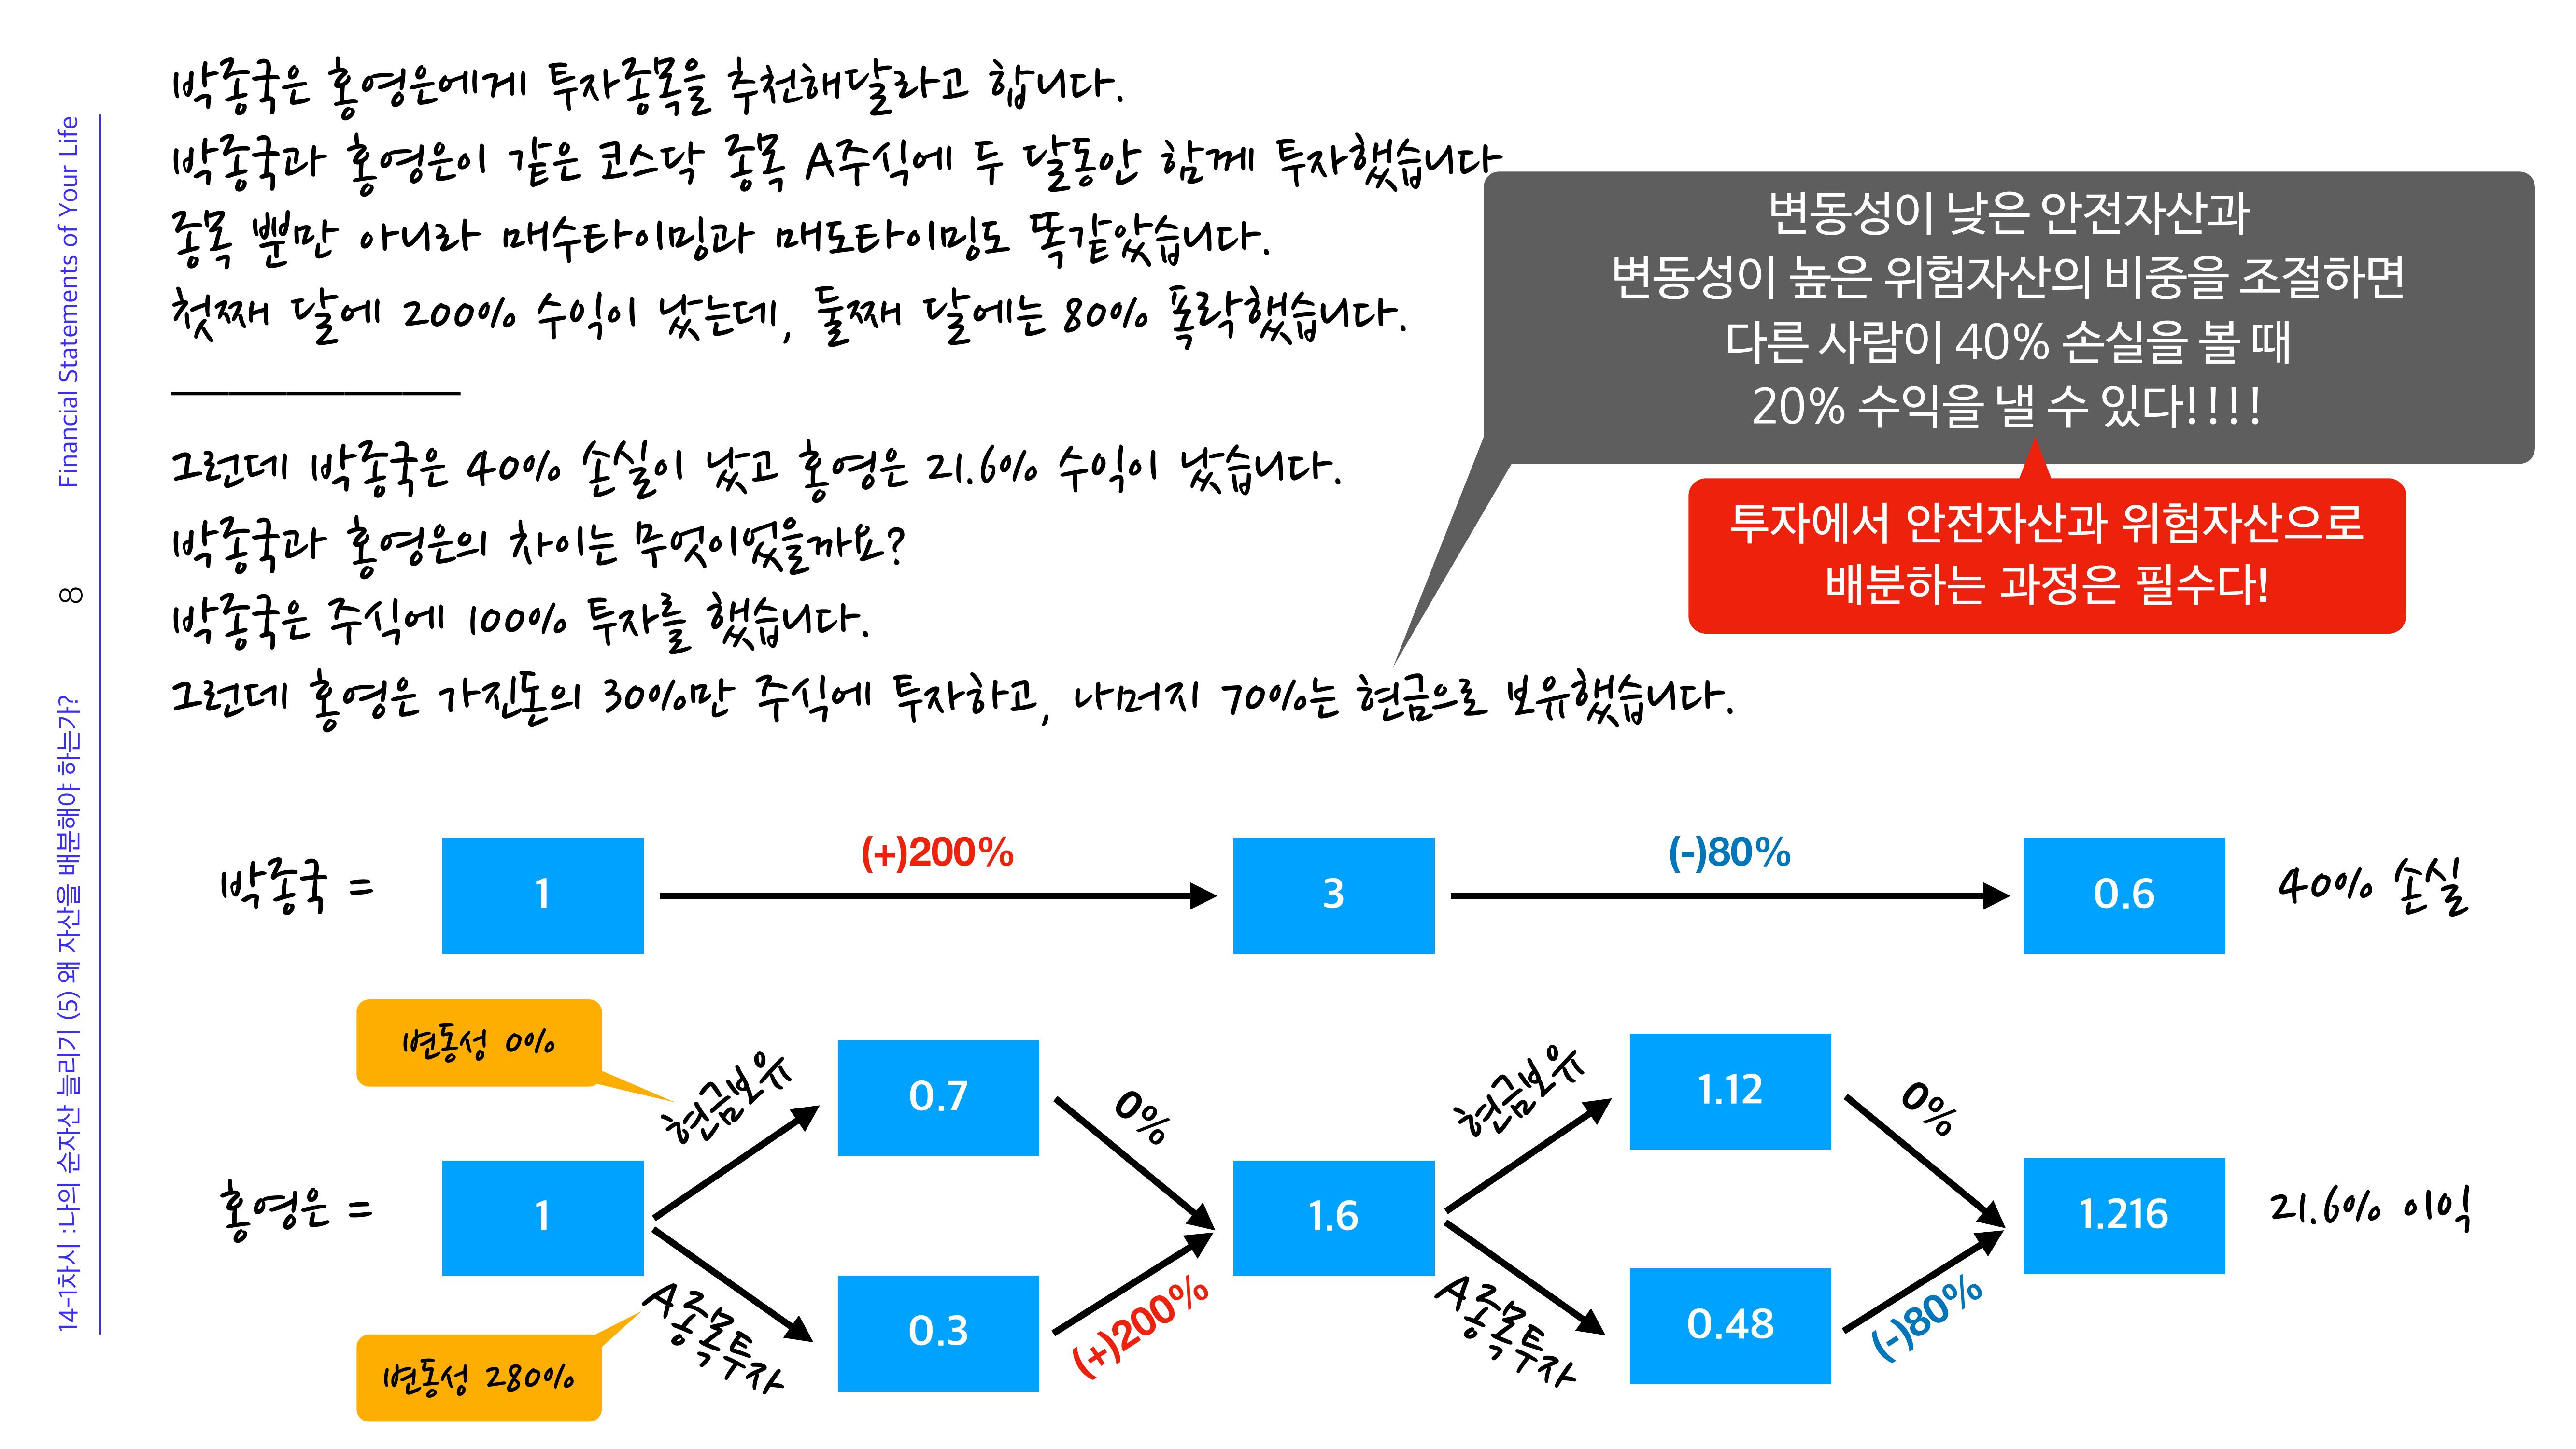 박종국은 홍영은에게 투자종목을 추천해달라고 합니다.
박종국과 홍영은이 같은 코스닥 종목 A주식에 두 달동안 함께 투자했습니다
종목 뿐만 아니라 매수타이밍과 매도타이밍도 똑같았습니다.
첫째 달에 200% 수익이 났는데, 둘째 달에는 80% 폭락했습니다.
그런데 박종국은 40% 손실이 났고 홍영은 21.6% 수익이 났습니다.
박종국과 홍영은의 차이는 무엇이었을까요?
박종국은 주식에 100% 투자를 했습니다.
그런데 홍영은 가진돈의 30%만 주식에 투자하고, 나머지 70%는 현금으로 보유했습니다.
변동성이 낮은 안전자산과
변동성이 높은 위험자산의 비중을 조절하면
다른 사람이 40% 손실을 볼 때
20% 수익을 낼 수 있다!!!!
투자에서 안전자산과 위험자산으로
배분하는 과정은 필수다!
박종국 =
1
(+)200%
3
(-)80%
0.6
40% 손실
변동성 0%
현금보유
0.7
0%
현금보유
1.12
0%
홍영은 =
1
1.6
1.216
21.6% 이익
변동성 280%
A종목투자
0.3
(+)200%
A종목투자
0.48
(-)80%
14-1차시 :나의 순자산 늘리기 (5) 왜 자산을 배분해야 하는가?
8
Financial Statements of Your Life